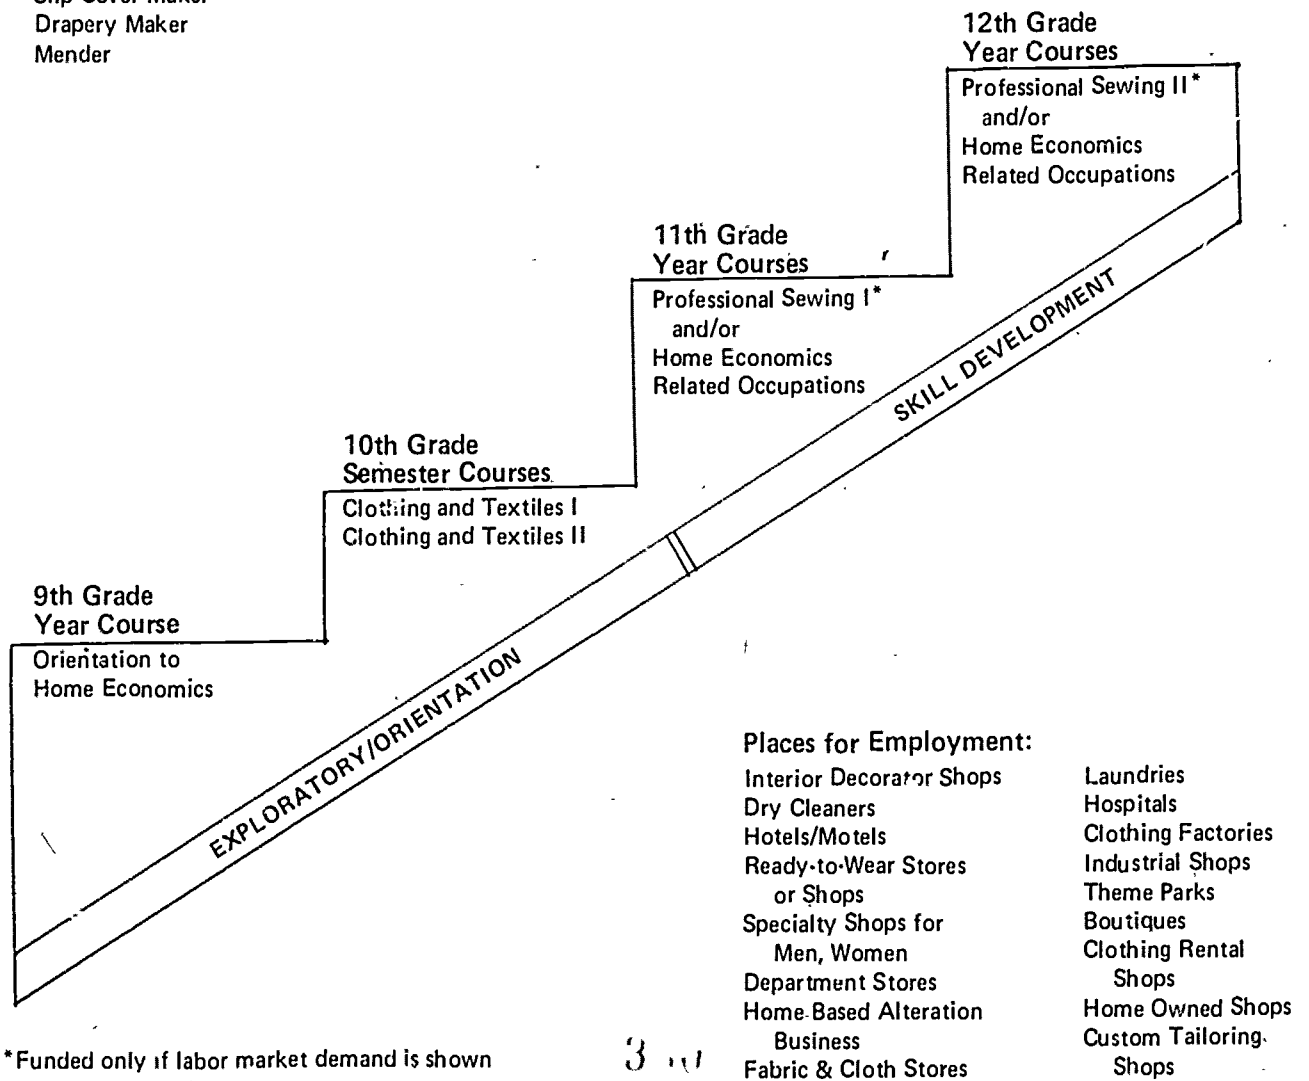 Slip Cover Maker
Drapery Maker
Mender
12th Grade
Year Courses
Professional Sewing II*
and/or
Home Economics
Related Occupations
11th Grade
Year Courses
Professional Sewing I*
and/or
Home Economics
Related Occupations
SKILL DEVELOPMENT
10th Grade
Semester Courses
Clothing and Textiles I
Clothing and Textiles II
9th Grade
Year Course
Orientation to
Home Economics
EXPLORATORY/ORIENTATION
Places for Employment:
Interior Decorator Shops
Dry Cleaners
Hotels/Motels
Ready-to-Wear Stores
or Shops
Specialty Shops for
Men, Women
Department Stores
Home-Based Alteration
Business
Fabric & Cloth Stores
Laundries
Hospitals
Clothing Factories
Industrial Shops
Theme Parks
Boutiques
Clothing Rental
Shops
Home Owned Shops
Custom Tailoring
Shops
*Funded only if labor market demand is shown
3